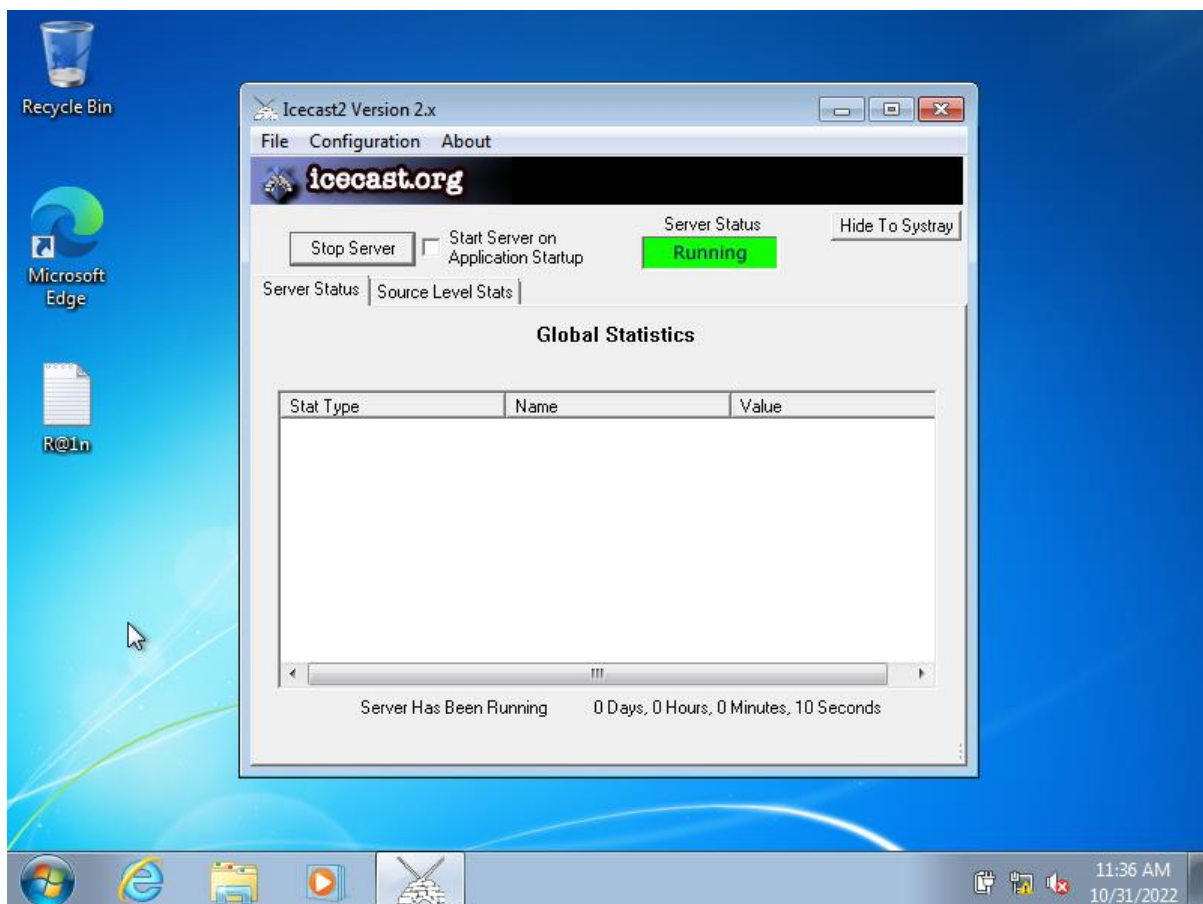 Recycle Bin
Icecast2 Version 2.x
File Configuration About
icecast.org
Stop Server
Start Server on
Application Startup
Server Status
Running
Hide To Systray
Microsoft
Edge
Server Status Source Level Stats
Global Statistics
Stat Type Name Value
R@1n
Server Has Been Running 0 Days, 0 Hours, 0 Minutes, 10 Seconds
11:36 AM
10/31/2022